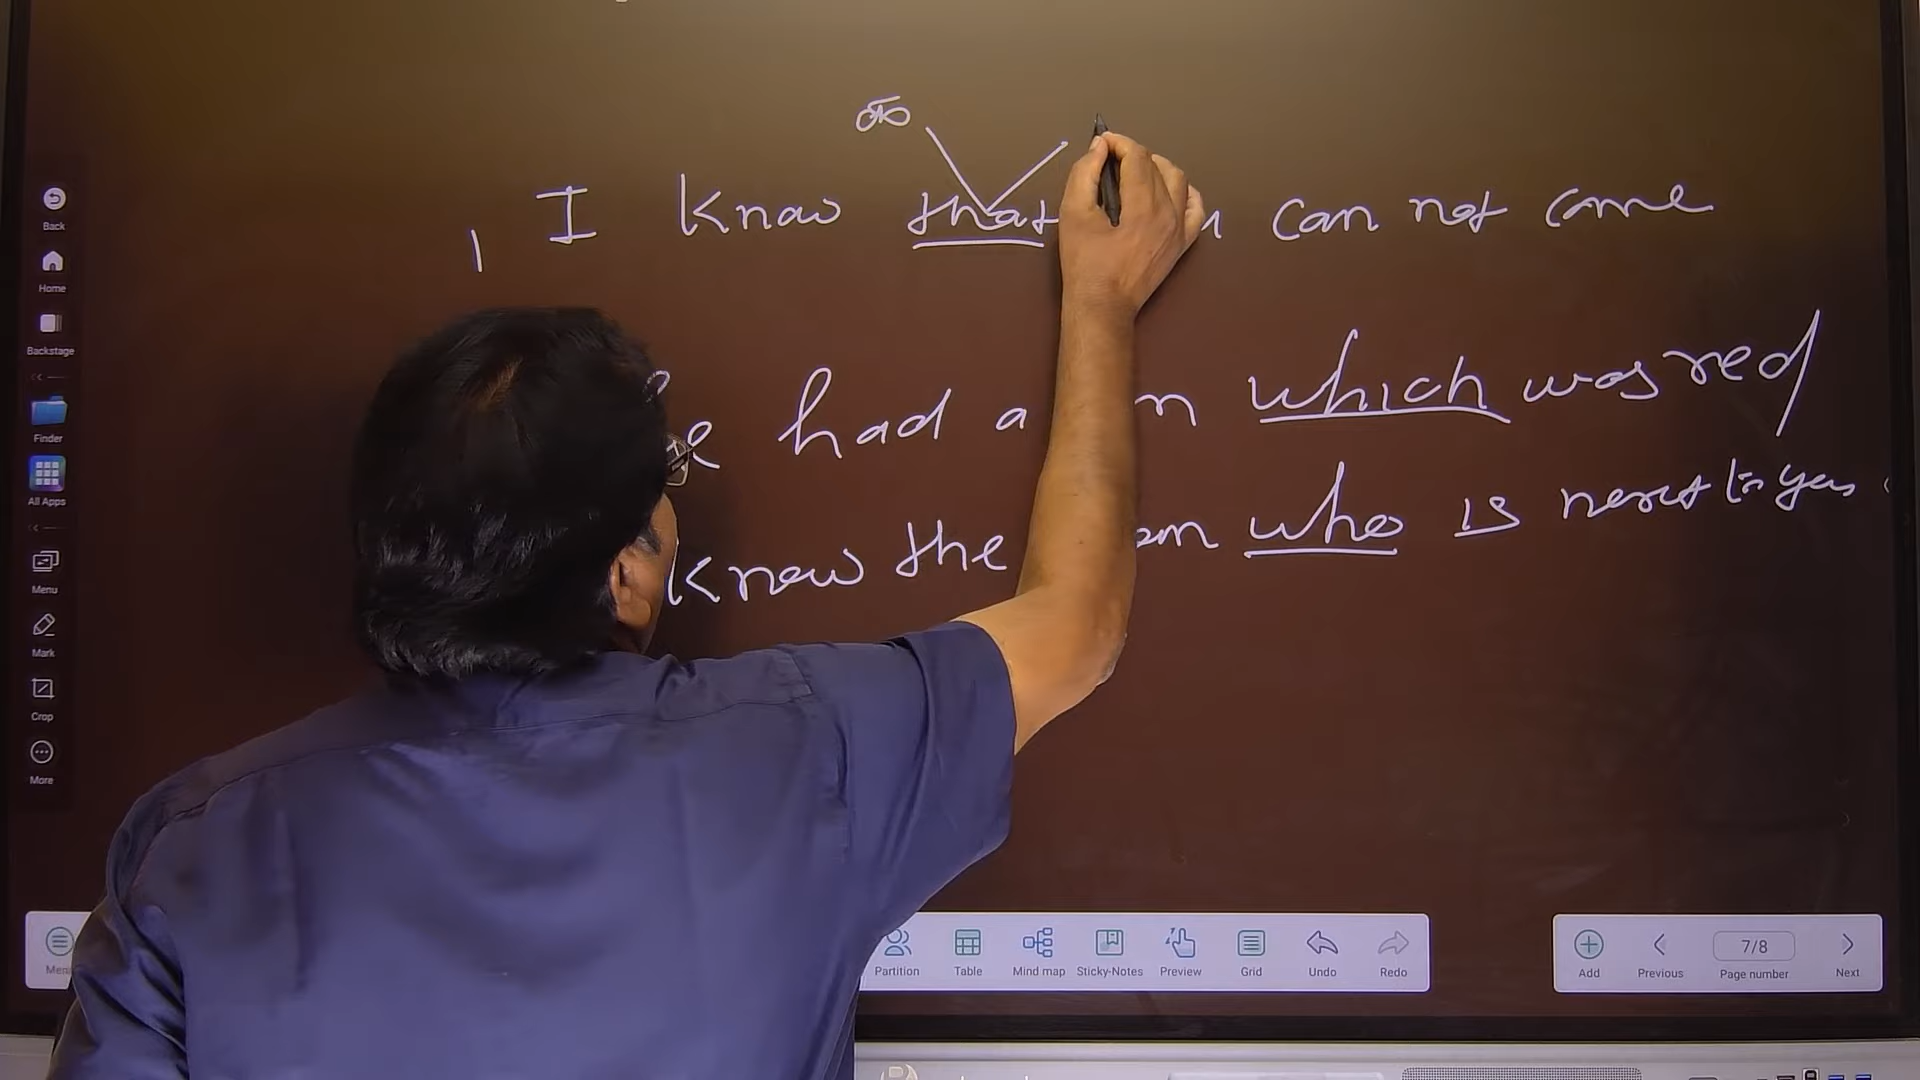 I know that can not come
1
had a which was red
know the who is next to you
Back
Home
Backstage
Finder
All Apps
Menu
Mark
Crop
More
Partition Table Mind map Sticky-Notes Preview Grid Undo Redo
Add Previous 7/8 Page number Next